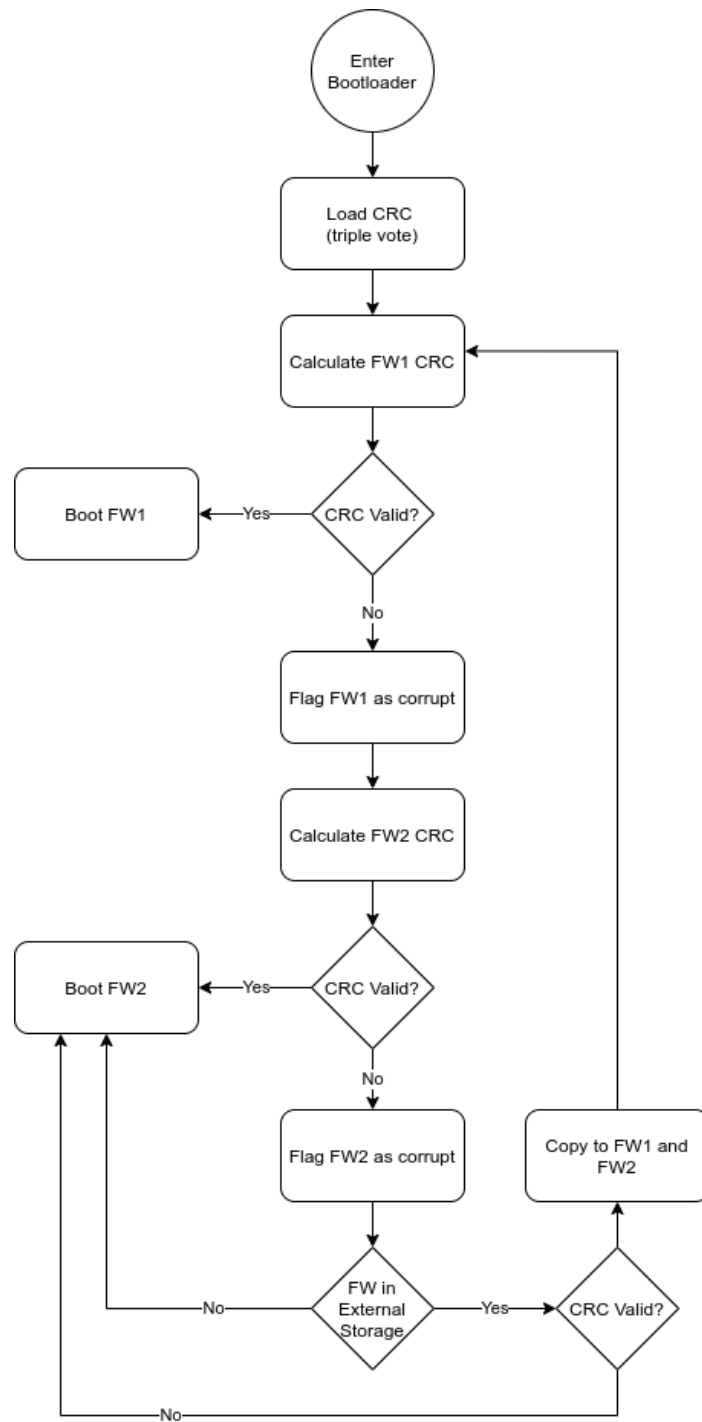 Enter
Bootloader
Load CRC
(triple vote)
Calculate FW1 CRC
Boot FW1
Yes
CRC Valid?
No
Flag FW1 as corrupt
Calculate FW2 CRC
Boot FW2
Yes
CRC Valid?
No
Flag FW2 as corrupt
Copy to FW1 and
FW2
No
FW in
External
Storage
Yes
CRC Valid?
No